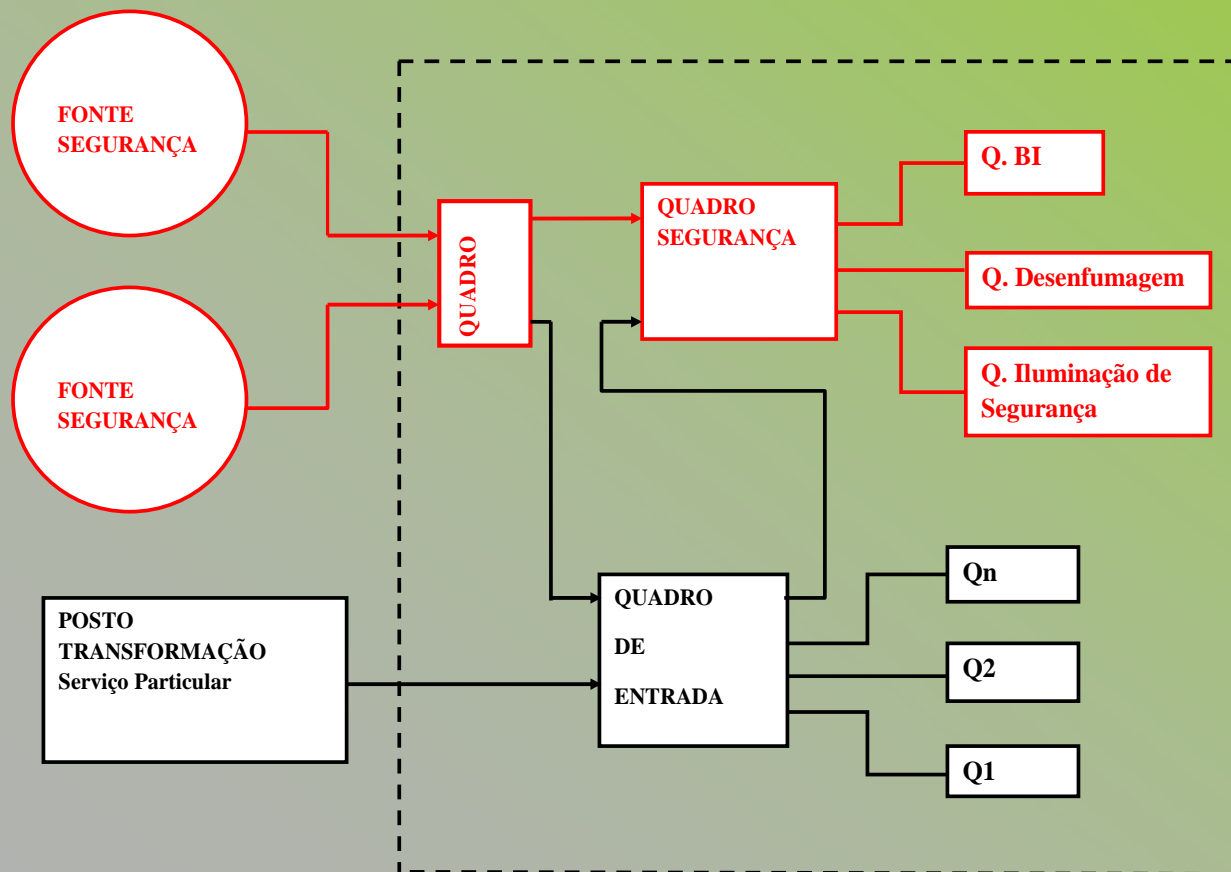 FONTE
SEGURANÇA
Q. BI
QUADRO
SEGURANÇA
QUADRO
Q. Desenfumagem
Q. Iluminação de
Segurança
FONTE
SEGURANÇA
POSTO
TRANSFORMAÇÃO
Serviço Particular
QUADRO
DE
ENTRADA
Qn
Q2
Q1